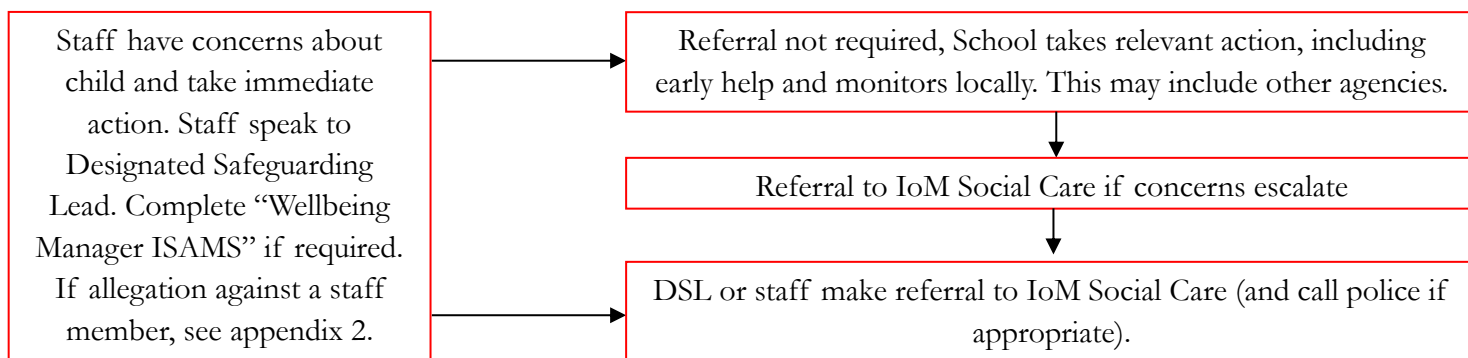 Staff have concerns about
child and take immediate
action. Staff speak to
Designated Safeguarding
Lead. Complete “Wellbeing
Manager ISAMS” if required.
If allegation against a staff
member, see appendix 2.
Referral not required, School takes relevant action, including
early help and monitors locally. This may include other agencies.
Referral to IoM Social Care if concerns escalate
DSL or staff make referral to IoM Social Care (and call police if
appropriate).